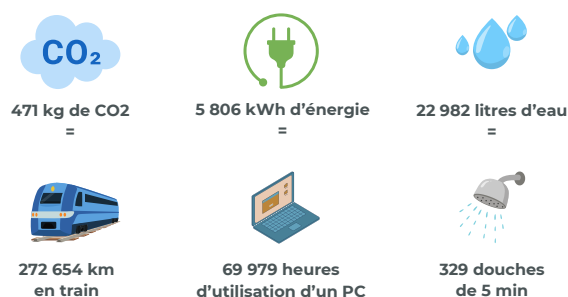 CO₂
471 kg de CO2
=
5 806 kWh d'énergie
=
22 982 litres d'eau
=
272 654 km
en train
69 979 heures
d'utilisation d'un PC
329 douches
de 5 min